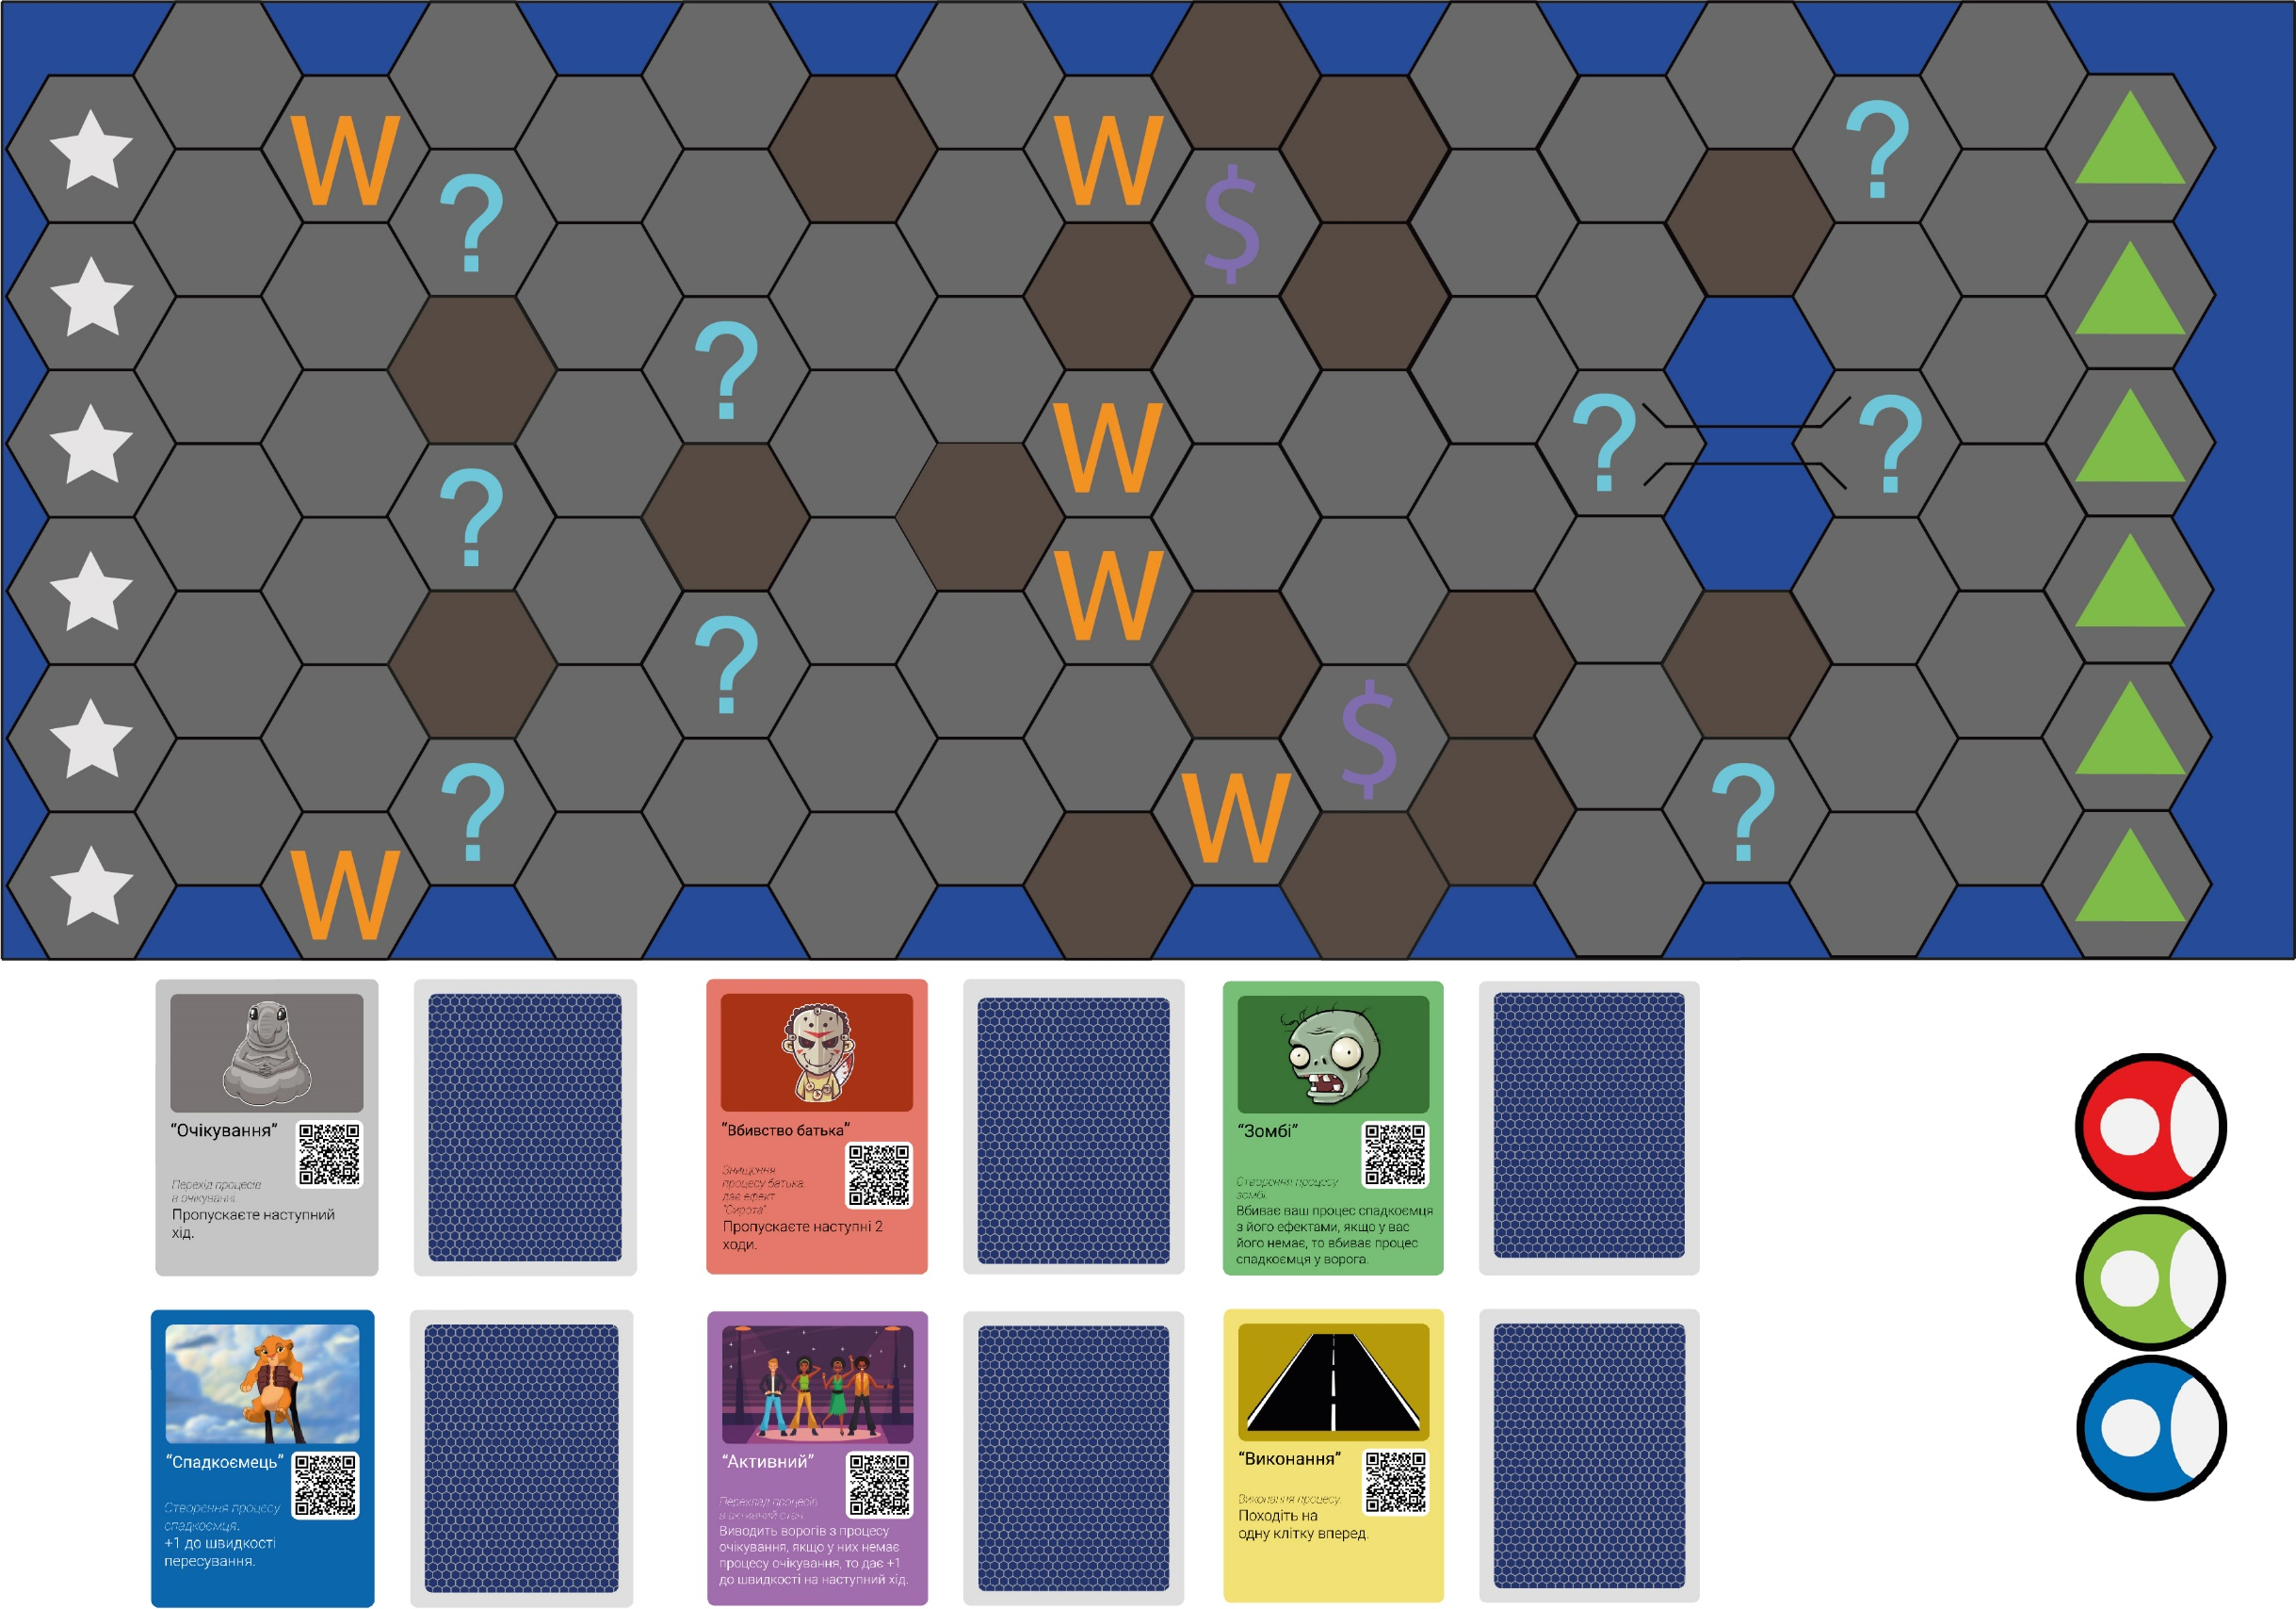 W W ?
? $
?
? W ? ?
?
W
?
$
? W ?
W
“Очікування”
Перехід процесів
в очікування.
Пропускаєте наступний
хід.
“Вбивство батька”
Знищення
процесу батька.
дає ефект
“Сирота”.
Пропускаєте наступні 2
ходи.
“Зомбі”
Створення процесу
зомбі.
Вбиває ваш процес спадкоємця
з його ефектами, якщо у вас
його немає, то вбиває процес
спадкоємця у ворога.
“Спадкоємець”
Створення процесу
спадкоємця.
+1 до швидкості
пересування.
“Активний”
Переклад процесів
в активний стан.
Виводить ворогів з процесу
очікування, якщо у них немає
процесу очікування, то дає +1
до швидкості на наступний хід.
“Виконання”
Виконання процесу.
Походіть на
одну клітку вперед.